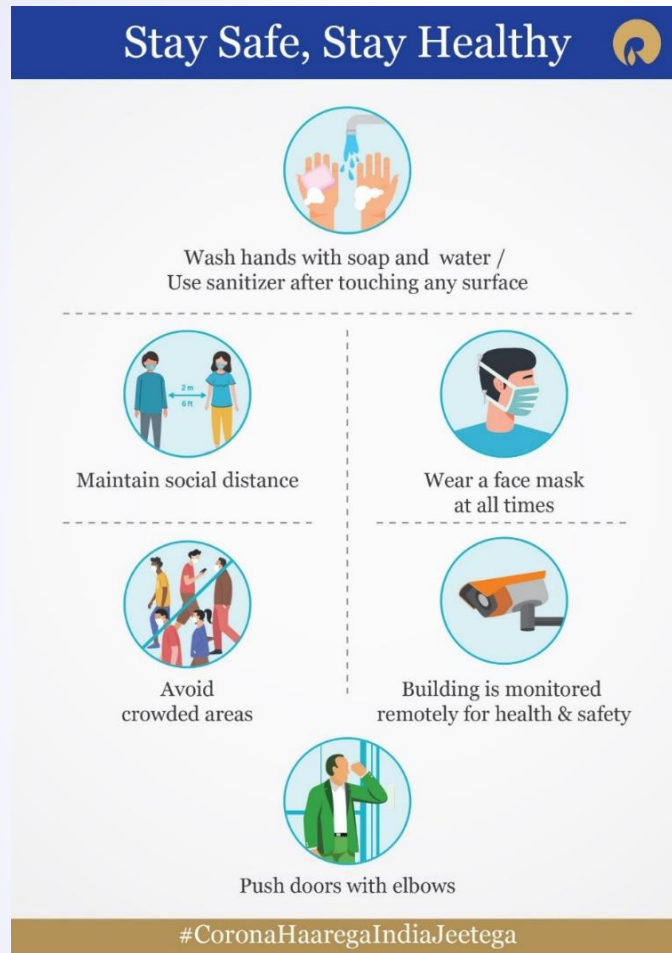 Stay Safe, Stay Healthy
Wash hands with soap and water /
Use sanitizer after touching any surface
2 m
6 ft
Maintain social distance
Wear a face mask
at all times
Avoid
crowded areas
Building is monitored
remotely for health & safety
Push doors with elbows
#CoronaHaaregaIndiaJeetega